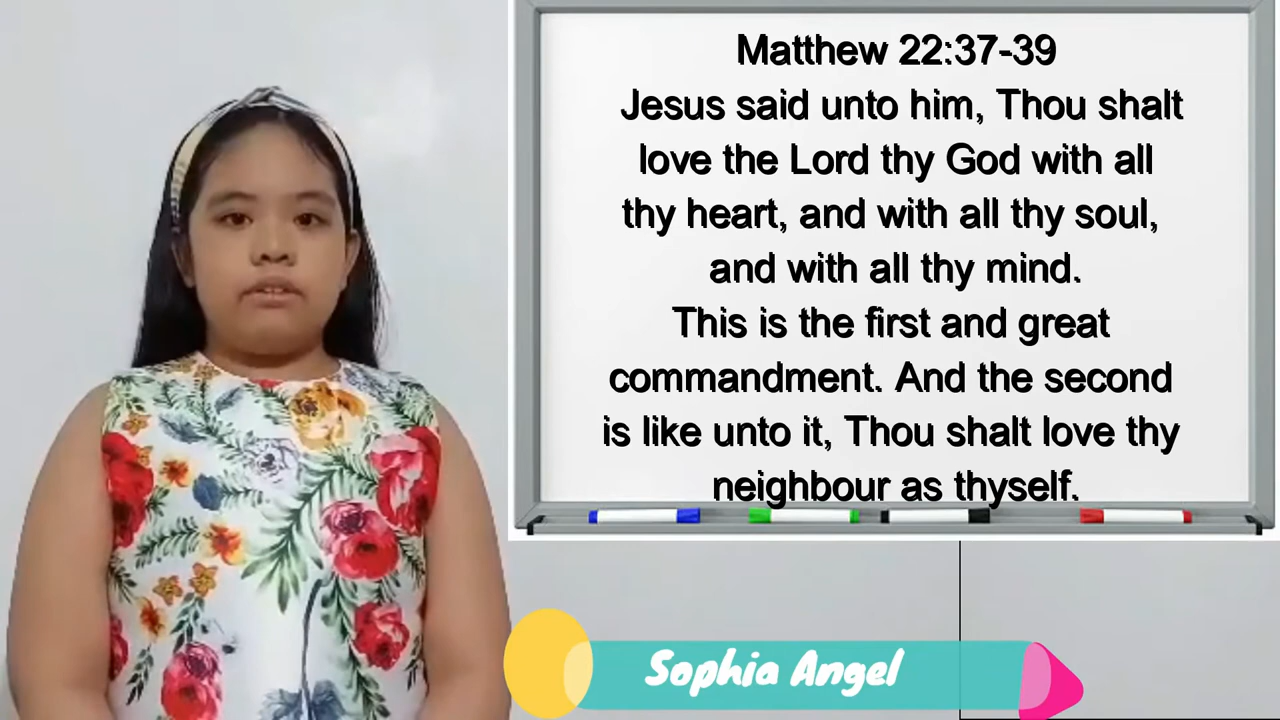 Matthew 22:37-39
Jesus said unto him, Thou shalt
love the Lord thy God with all
thy heart, and with all thy soul,
and with all thy mind.
This is the first and great
commandment. And the second
is like unto it, Thou shalt love thy
neighbour as thyself.
Sophia Angel